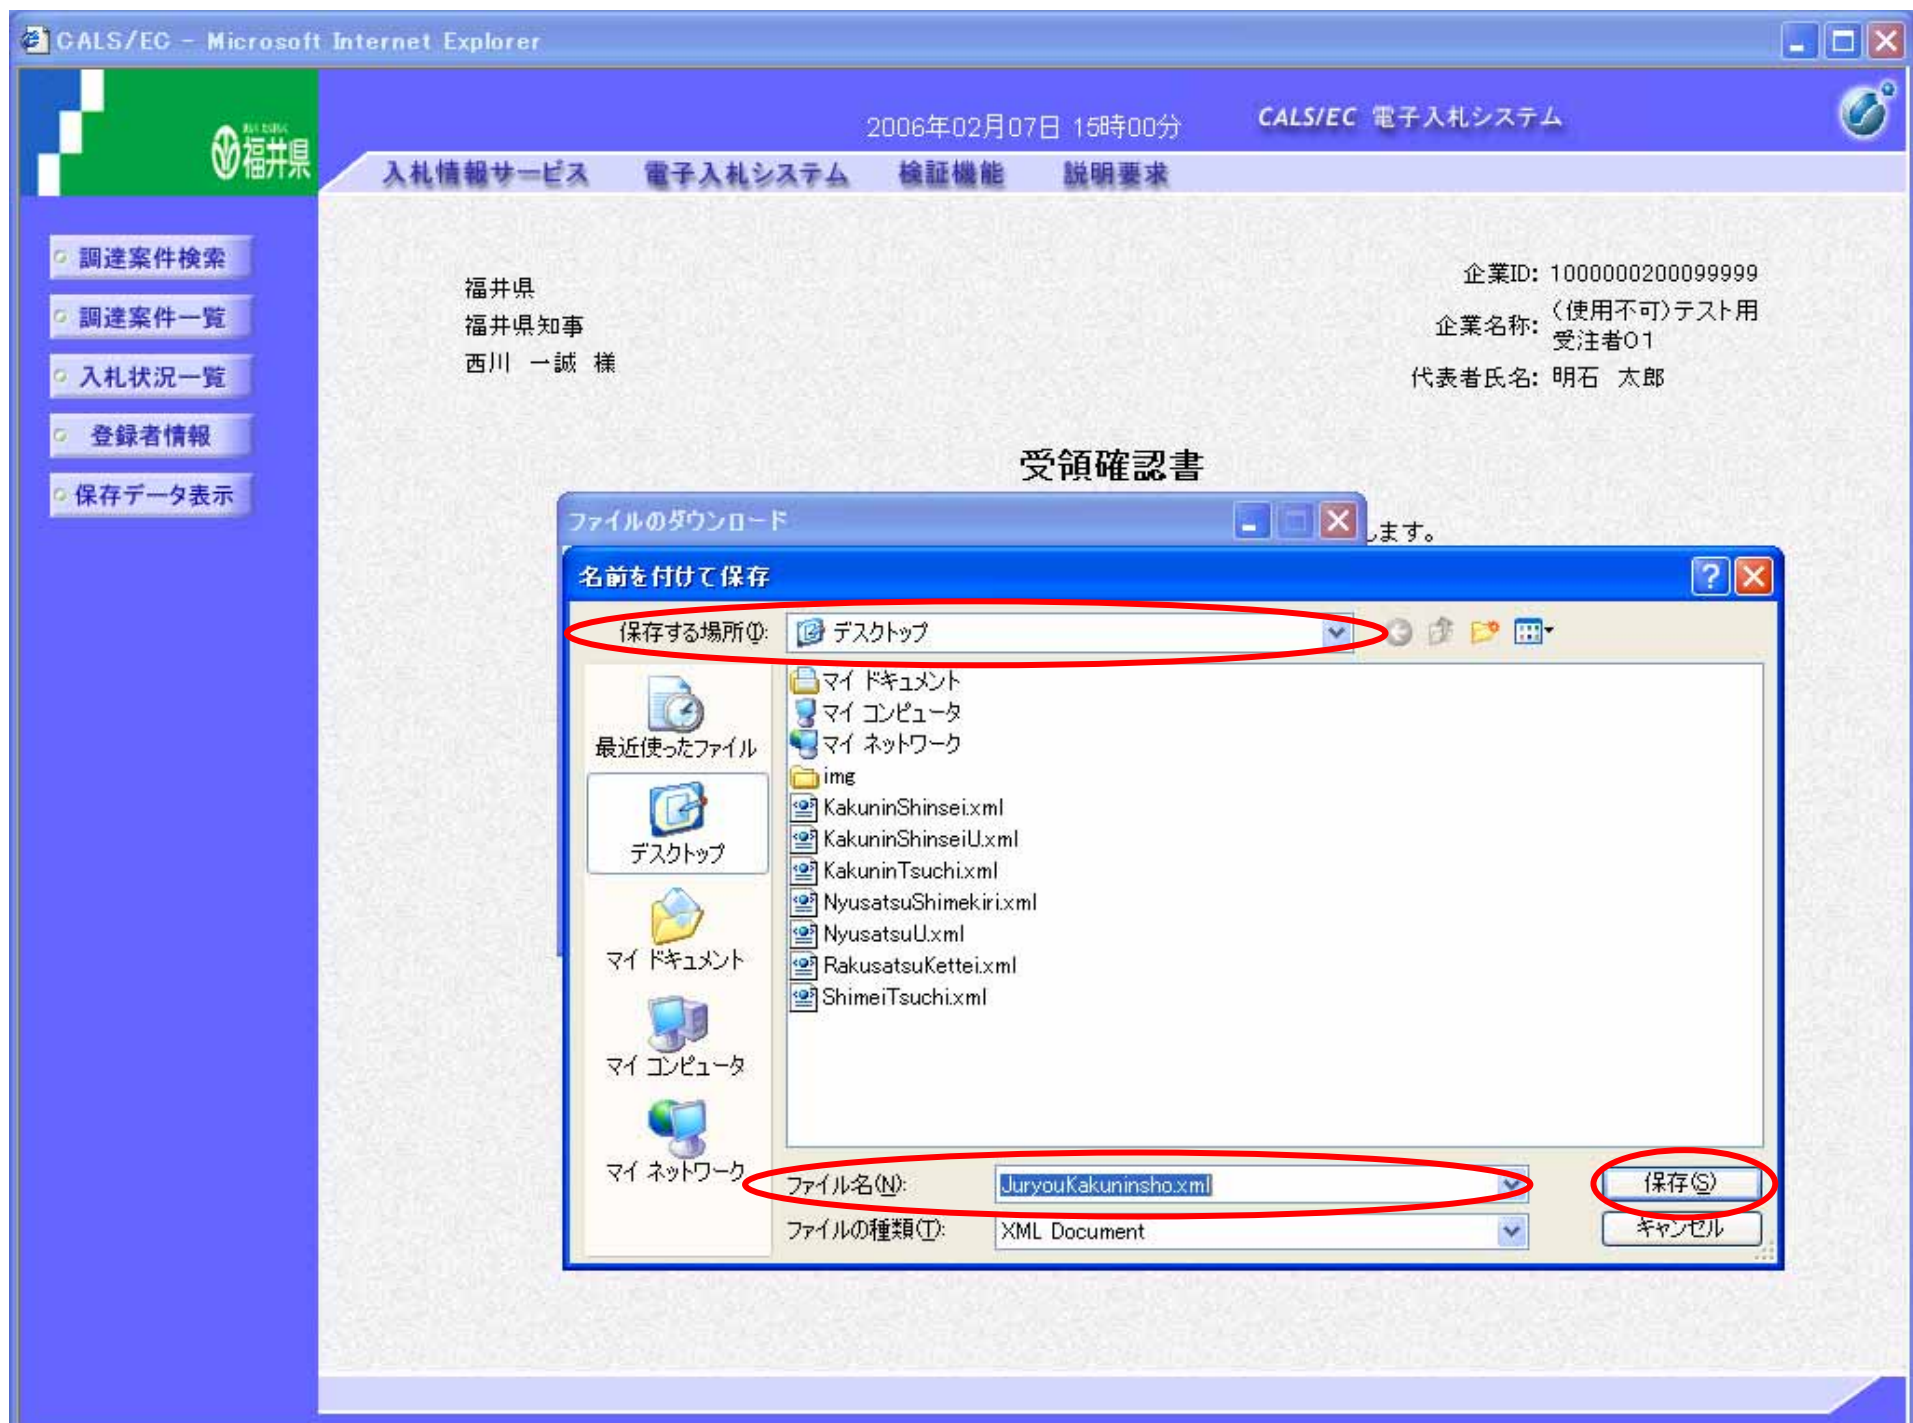 CALS/EC - Microsoft Internet Explorer
福井県
2006年02月07日 15時00分
CALS/EC 電子入札システム
入札情報サービス 電子入札システム 検証機能 説明要求
調達案件検索
調達案件一覧
入札状況一覧
登録者情報
保存データ表示
福井県
福井県知事
西川 一誠 様
企業ID: 1000000200099999
企業名称: (使用不可)テスト用
受注者01
代表者氏名: 明石 太郎
受領確認書
します。
ファイルのダウンロード
名前を付けて保存
保存する場所(I): デスクトップ
最近使ったファイル
デスクトップ
マイ ドキュメント
マイ コンピュータ
マイ ネットワーク
マイ ドキュメント
マイ コンピュータ
マイ ネットワーク
img
KakuninShinsei.xml
KakuninShinseiU.xml
KakuninTsuchi.xml
NyusatsuShimekiri.xml
NyusatsuU.xml
RakusatsuKettei.xml
ShimeiTsuchi.xml
ファイル名(N): JuryouKakuninsho.xml 保存(S)
ファイルの種類(T): XML Document キャンセル